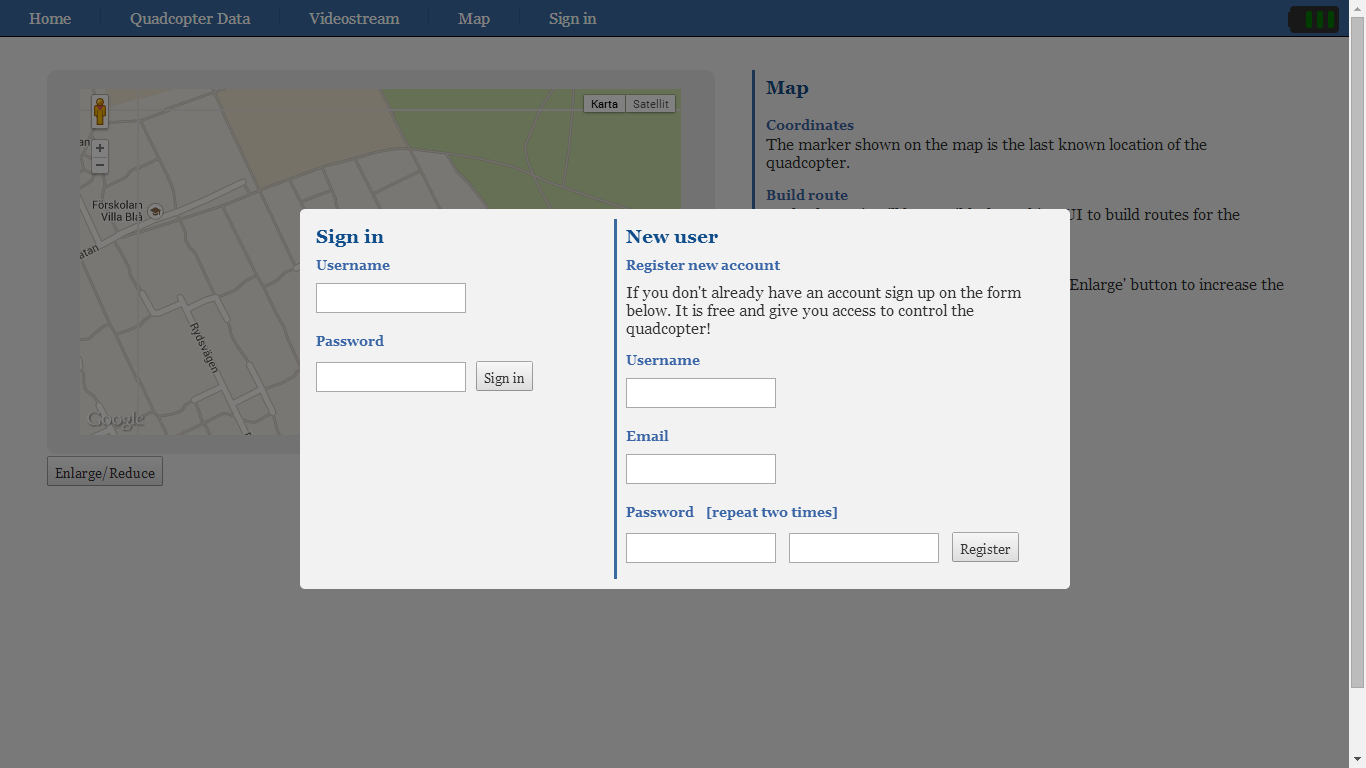 Home Quadcopter Data Videostream Map Sign in
Karta Satellit
+
−
Förskolan
Villa Blå
Rydsvägen
Google
Enlarge/Reduce
Map
Coordinates
The marker shown on the map is the last known location of the
quadcopter.
Build route
UI to build routes for the
Enlarge' button to increase the
Sign in
Username
Password
Sign in
New user
Register new account
If you don't already have an account sign up on the form
below. It is free and give you access to control the
quadcopter!
Username
Email
Password [repeat two times]
Register